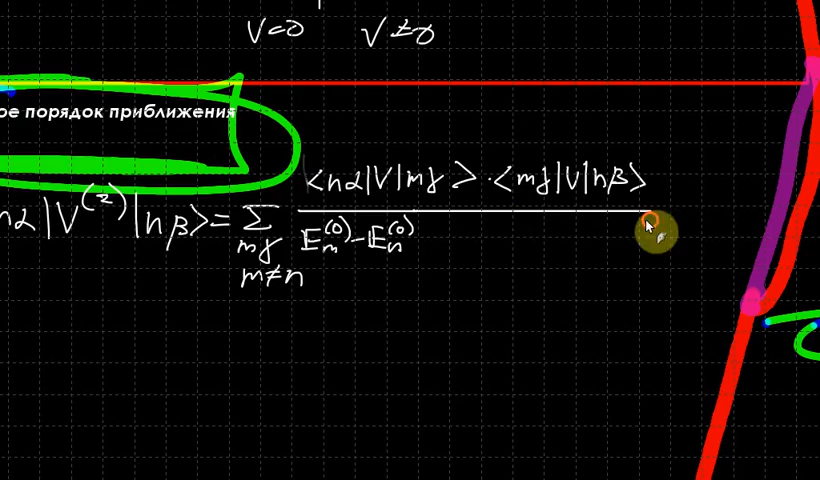 V=0 V≠0
ое порядок приближения
<nα|V|mγ> · <mγ|V|nβ>
nα|V⁽²⁾|nβ>= Σ
E_m⁽⁰⁾-E_n⁽⁰⁾
mγ
m≠n